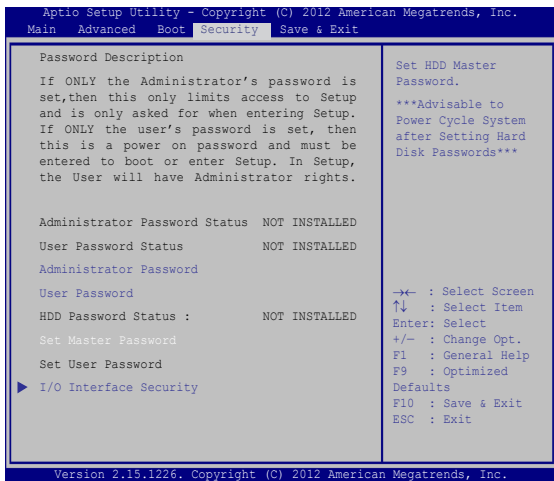 Aptio Setup Utility - Copyright (C) 2012 American Megatrends, Inc.
Main Advanced Boot Security Save & Exit
Password Description
If ONLY the Administrator's password is
set,then this only limits access to Setup
and is only asked for when entering Setup.
If ONLY the user's password is set, then
this is a power on password and must be
entered to boot or enter Setup. In Setup,
the User will have Administrator rights.
Administrator Password Status NOT INSTALLED
User Password Status NOT INSTALLED
Administrator Password
User Password
HDD Password Status : NOT INSTALLED
Set Master Password
Set User Password
I/O Interface Security
Set HDD Master
Password.
***Advisable to
Power Cycle System
after Setting Hard
Disk Passwords***
→← : Select Screen
↑↓ : Select Item
Enter: Select
+/− : Change Opt.
F1 : General Help
F9 : Optimized
Defaults
F10 : Save & Exit
ESC : Exit
Version 2.15.1226. Copyright (C) 2012 American Megatrends, Inc.